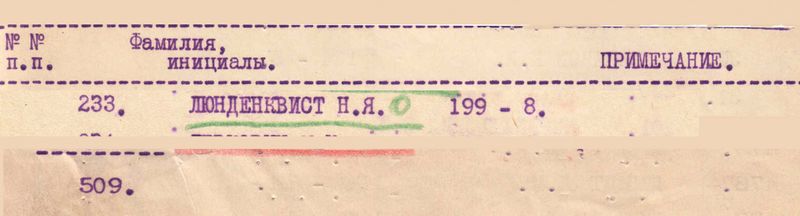 № №  Фамилия,
п.п.  инициалы.  ПРИМЕЧАНИЕ.
233.  ЛЮНДЕНКВИСТ Н.Я.  199 - 8.
509.